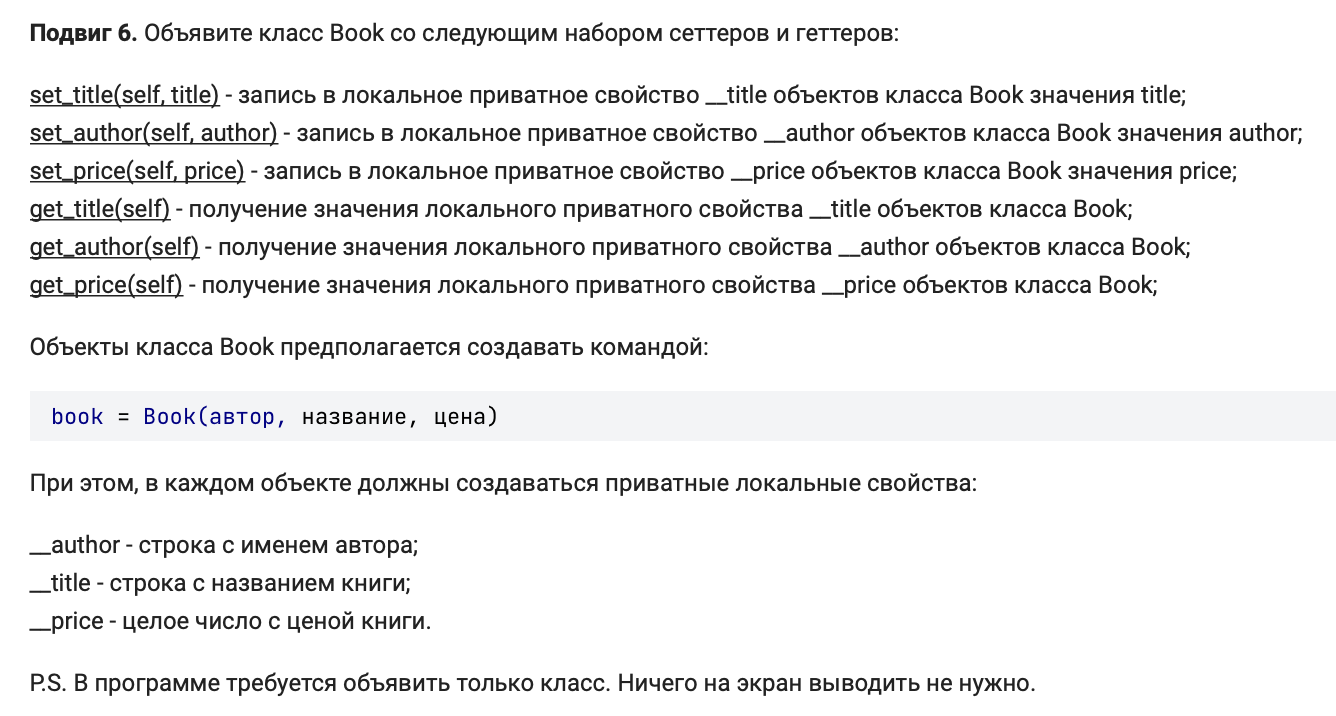 Подвиг 6. Объявите класс Book со следующим набором сеттеров и геттеров:
set_title(self, title) - запись в локальное приватное свойство __title объектов класса Book значения title;
set_author(self, author) - запись в локальное приватное свойство __author объектов класса Book значения author;
set_price(self, price) - запись в локальное приватное свойство __price объектов класса Book значения price;
get_title(self) - получение значения локального приватного свойства __title объектов класса Book;
get_author(self) - получение значения локального приватного свойства __author объектов класса Book;
get_price(self) - получение значения локального приватного свойства __price объектов класса Book;
Объекты класса Book предполагается создавать командой:
book = Book(автор, название, цена)
При этом, в каждом объекте должны создаваться приватные локальные свойства:
__author - строка с именем автора;
__title - строка с названием книги;
__price - целое число с ценой книги.
P.S. В программе требуется объявить только класс. Ничего на экран выводить не нужно.